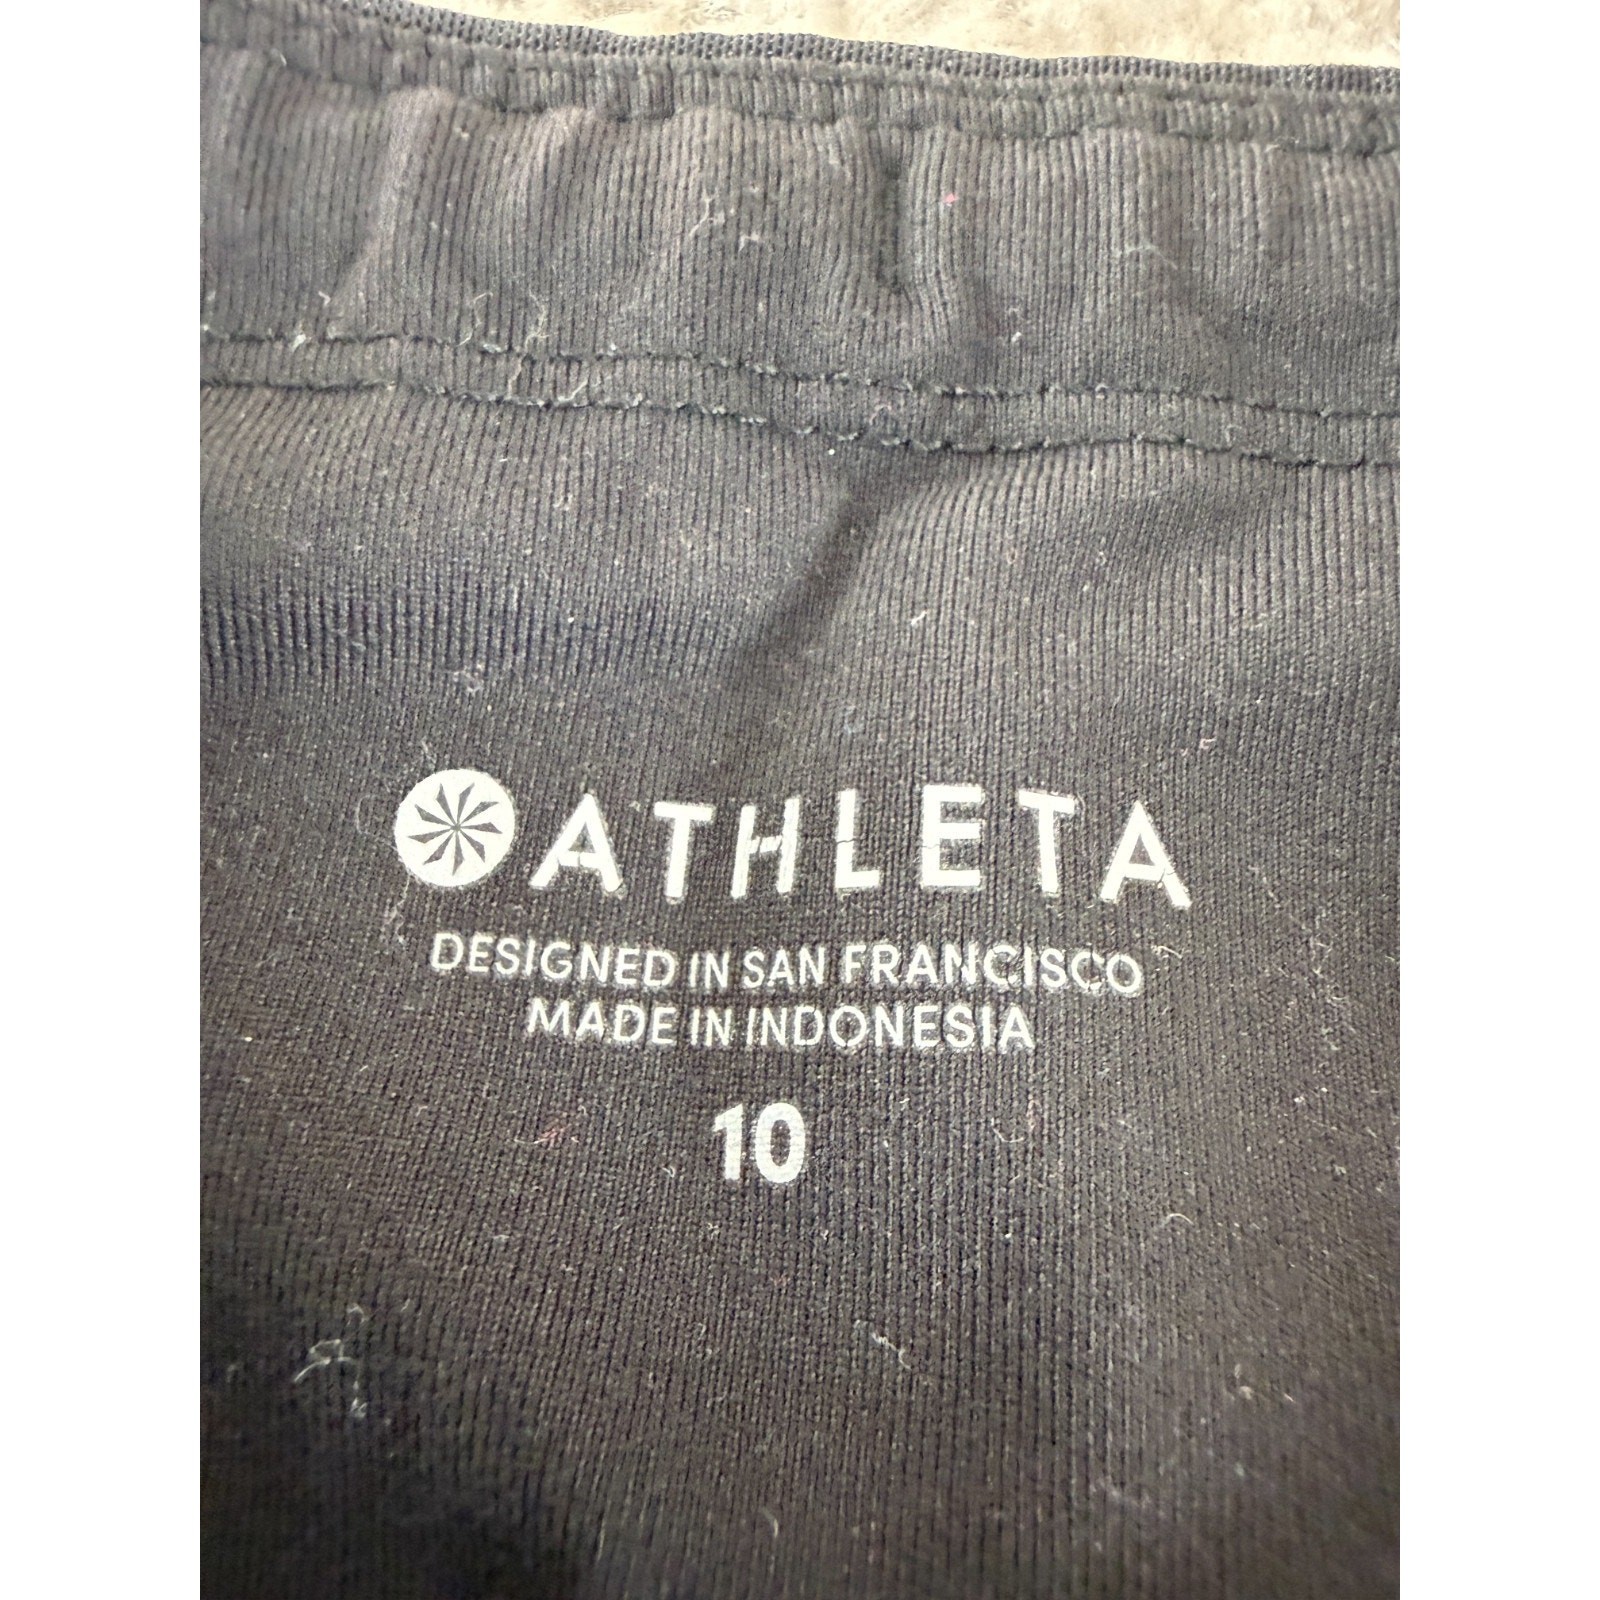 ATHLETA
DESIGNED IN SAN FRANCISCO
MADE IN INDONESIA
10